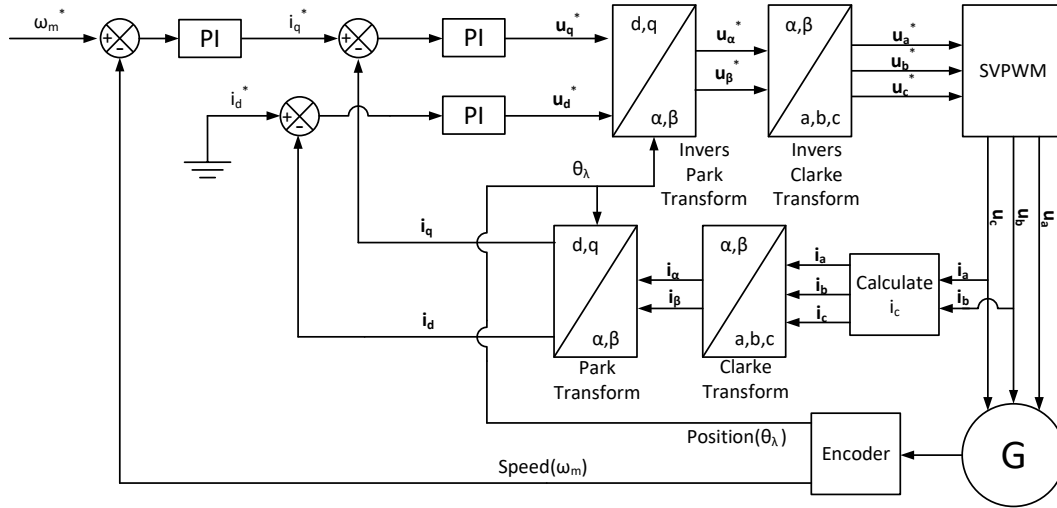 ωm*
+
-
PI
iq*
+
-
PI
uq*
d,q
α,β
uα*
uβ*
α,β
a,b,c
ua*
ub*
uc*
SVPWM
id*
+
-
PI
ud*
Invers
Park
Transform
Invers
Clarke
Transform
θλ
uc
ub
ua
iq
d,q
α,β
iα
iβ
α,β
a,b,c
ia
ib
ic
Calculate
ic
ia
ib
id
Park
Transform
Clarke
Transform
Position(θλ)
Encoder
G
Speed(ωm)